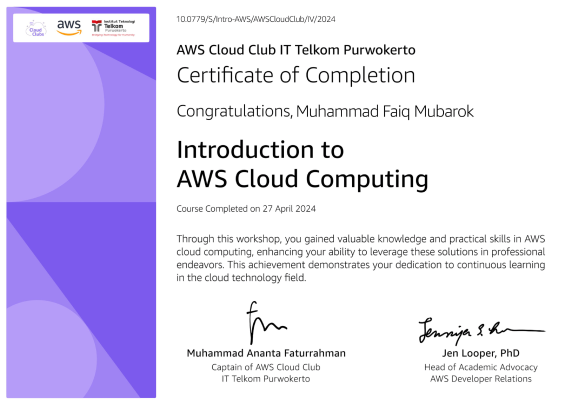 Cloud Clubs
aws
Institut Teknologi
Telkom
Purwokerto
10.0779/S/Intro-AWS/AWSCloudClub/IV/2024
AWS Cloud Club IT Telkom Purwokerto
Certificate of Completion
Congratulations, Muhammad Faiq Mubarok
Introduction to
AWS Cloud Computing
Course Completed on 27 April 2024
Through this workshop, you gained valuable knowledge and practical skills in AWS
cloud computing, enhancing your ability to leverage these solutions in professional
endeavors. This achievement demonstrates your dedication to continuous learning
in the cloud technology field.
Muhammad Ananta Faturrahman
Captain of AWS Cloud Club
IT Telkom Purwokerto
Jen Looper, PhD
Head of Academic Advocacy
AWS Developer Relations